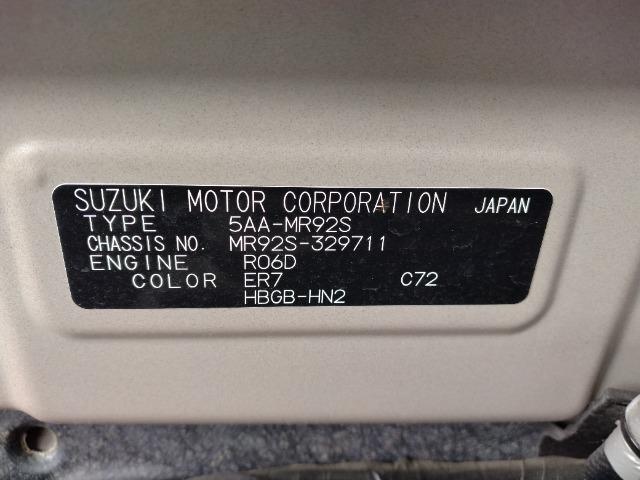 SUZUKI MOTOR CORPORATION JAPAN
TYPE 5AA-MR92S
CHASSIS NO. MR92S-329711
ENGINE R06D
COLOR ER7 C72
HBGB-HN2